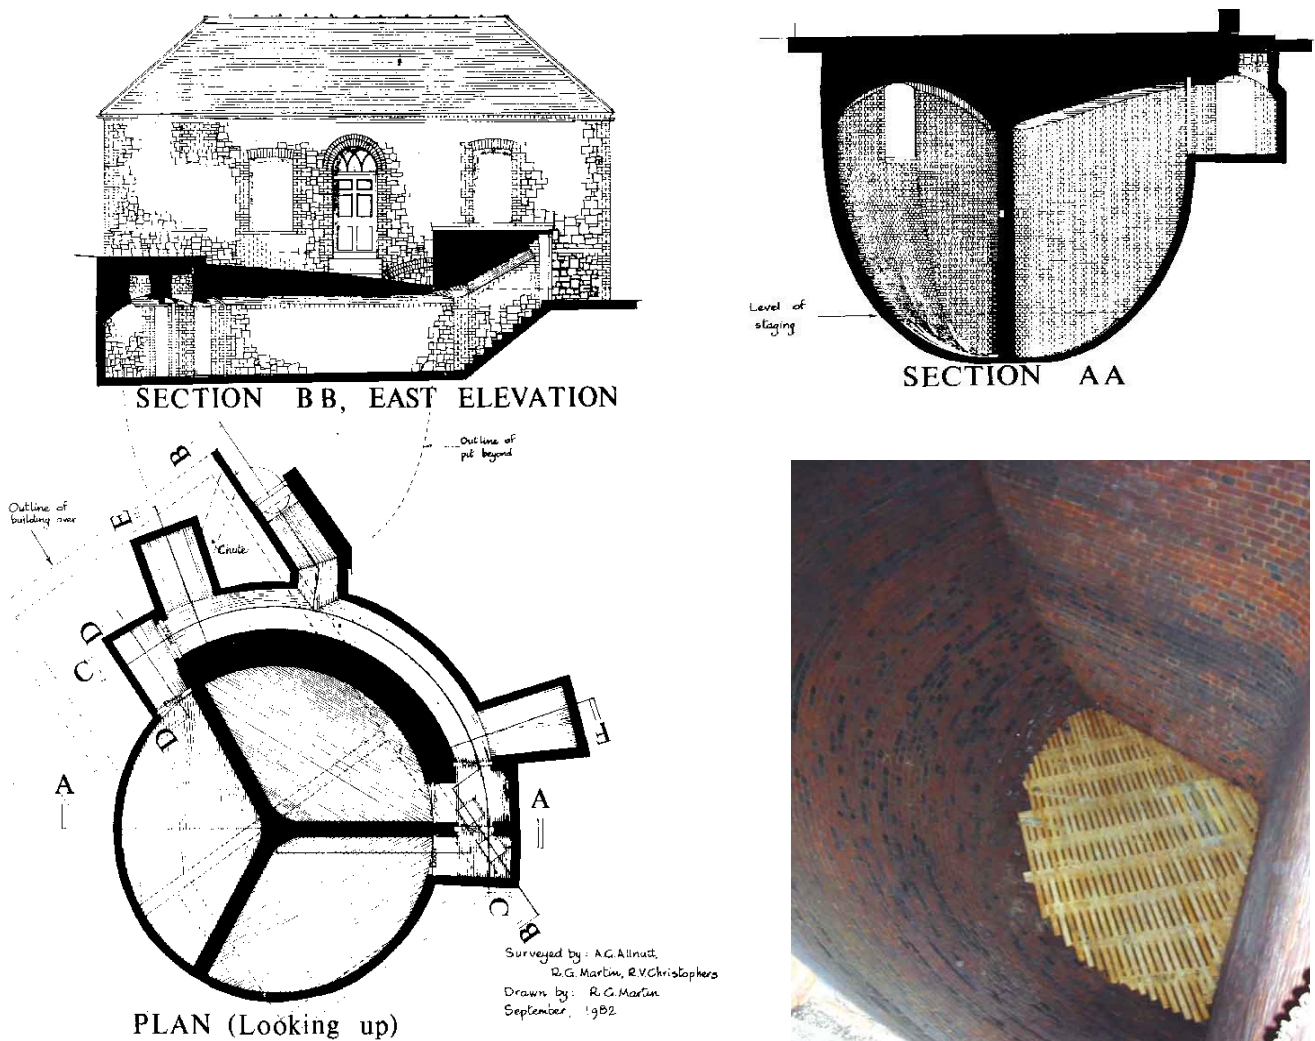 SECTION BB, EAST ELEVATION
Level of
staging
SECTION AA
Outline of
pit beyond
Outline of
building over
B
E
Chute
D
C
D
A
A
F
C
B
Surveyed by: A.G. Allnutt,
R.G. Martin, R.V. Christophers
Drawn by: R.G. Martin
September, 1982
PLAN (Looking up)